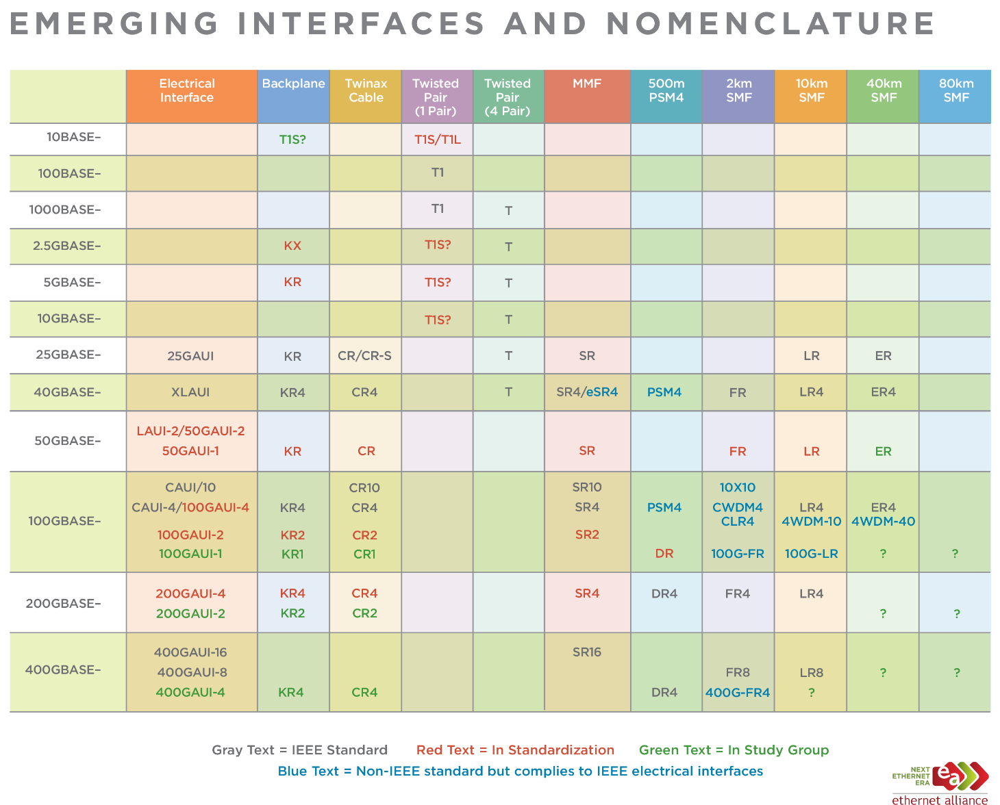 EMERGING INTERFACES AND NOMENCLATURE
Electrical Interface Backplane Twinax Cable Twisted Pair (1 Pair) Twisted Pair (4 Pair) MMF 500m PSM4 2km SMF 10km SMF 40km SMF 80km SMF
10BASE– T1S? T1S/T1L
100BASE– T1
1000BASE– T1 T
2.5GBASE– KX T1S? T
5GBASE– KR T1S? T
10GBASE– T1S? T
25GBASE– 25GAUI KR CR/CR-S T SR LR ER
40GBASE– XLAUI KR4 CR4 T SR4/eSR4 PSM4 FR LR4 ER4
50GBASE–
LAUI-2/50GAUI-2
50GAUI-1 KR CR SR FR LR ER
100GBASE–
CAUI/10 CR10 SR10 10X10
CAUI-4/100GAUI-4 KR4 CR4 SR4 PSM4 CWDM4 LR4 ER4
CLR4 4WDM-10 4WDM-40
100GAUI-2 KR2 CR2 SR2
100GAUI-1 KR1 CR1 DR 100G-FR 100G-LR ? ?
200GBASE–
200GAUI-4 KR4 CR4 SR4 DR4 FR4 LR4
200GAUI-2 KR2 CR2 ? ?
400GBASE–
400GAUI-16 SR16
400GAUI-8 FR8 LR8 ? ?
400GAUI-4 KR4 CR4 DR4 400G-FR4 ?
Gray Text = IEEE Standard Red Text = In Standardization Green Text = In Study Group
Blue Text = Non-IEEE standard but complies to IEEE electrical interfaces
NEXT
ETHERNET
ERA
ea
ethernet alliance